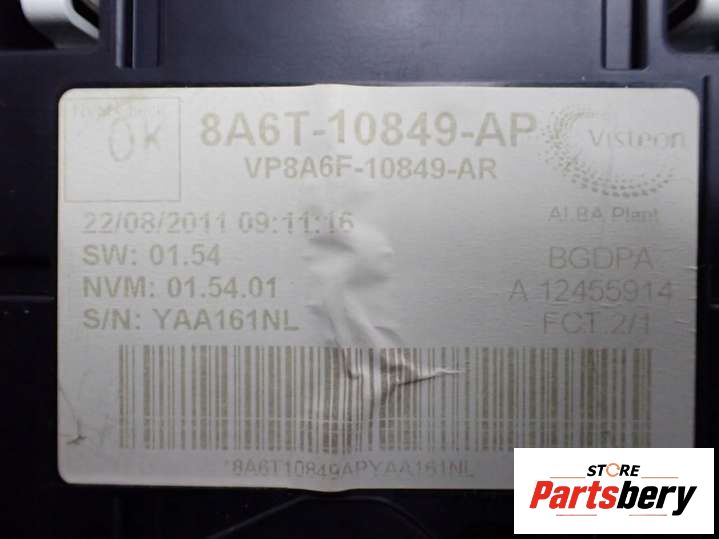 OK
8A6T-10849-AP
Visteon
VP8A6F-10849-AR
22/08/2011 09:11:16
ALBA Plant
SW: 01.54
BGDPA
NVM: 01.54.01
A 12455914
S/N: YAA161NL
FCT.2/1
*8A6T10849APYAA161NL
STORE
Partsbery